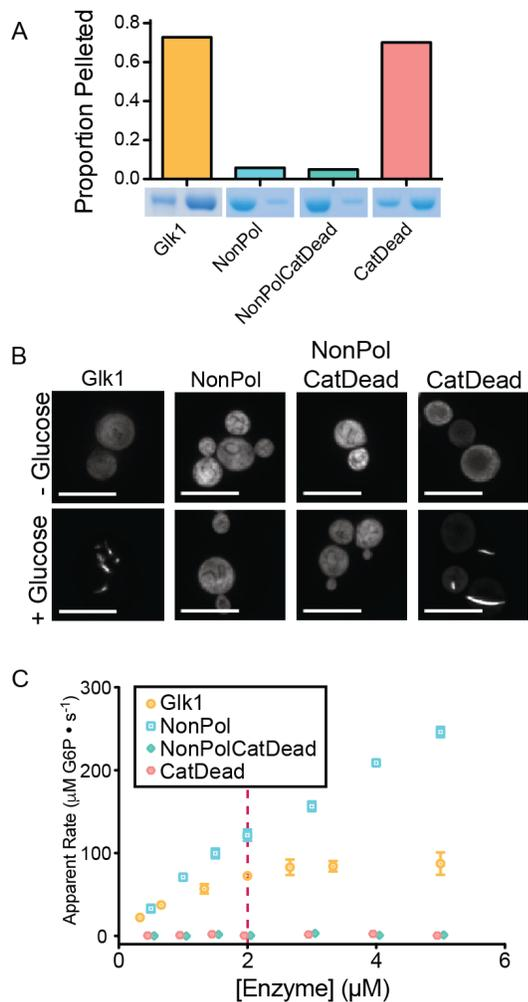 A
Proportion Pelleted
0.8
0.6
0.4
0.2
0.0
Glk1
NonPol
NonPolCatDead
CatDead
B
Glk1
NonPol
NonPol
CatDead
CatDead
- Glucose
+ Glucose
C
Apparent Rate (µM G6P • s⁻¹)
300
200
100
0
Glk1
NonPol
NonPolCatDead
CatDead
0
2
4
6
[Enzyme] (µM)